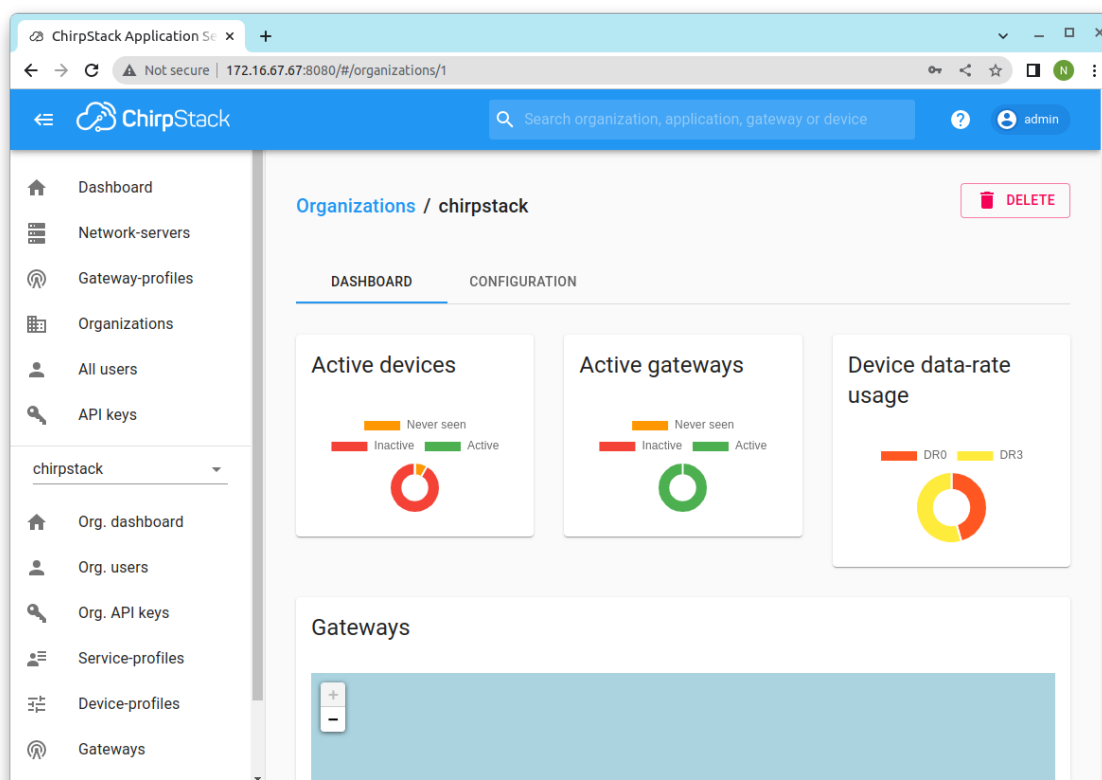 ChirpStack Application Se
Not secure 172.16.67.67:8080/#/organizations/1
N
ChirpStack
Search organization, application, gateway or device
?
admin
Dashboard
Network-servers
Gateway-profiles
Organizations
All users
API keys
chirpstack
Org. dashboard
Org. users
Org. API keys
Service-profiles
Device-profiles
Gateways
Organizations / chirpstack
DELETE
DASHBOARD CONFIGURATION
Active devices
Never seen
Inactive Active
Active gateways
Never seen
Inactive Active
Device data-rate
usage
DR0 DR3
Gateways
+
−